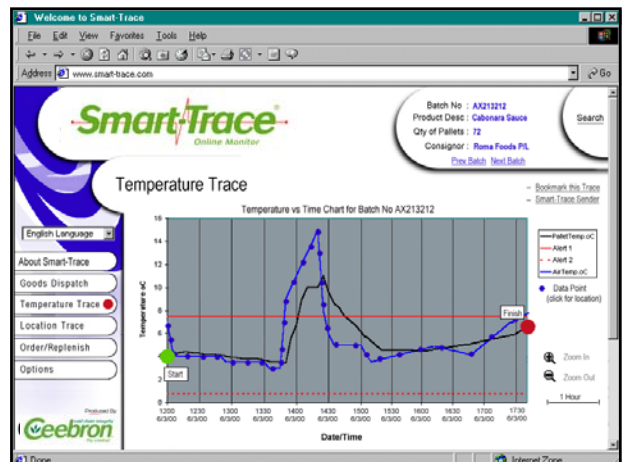 Welcome to Smart-Trace
File Edit View Favorites Tools Help
Address www.smart-trace.com Go
Smart-Trace
Online Monitor
Batch No : AX213212
Product Desc : Cabonara Sauce
Qty of Pallets : 72
Consignor : Roma Foods P/L
Prev Batch Next Batch
Search
Temperature Trace
Bookmark this Trace
Smart-Trace Sender
English Language
About Smart-Trace
Goods Dispatch
Temperature Trace
Location Trace
Order/Replenish
Options
Produced By
Ceebron
Temperature vs Time Chart for Batch No AX213212
Temperature oC
16
14
12
10
8
6
2
0
Start
Finish
1200 1230 1300 1330 1400 1430 1500 1530 1600 1630 1700 1730
6/3/00 6/3/00 6/3/00 6/3/00 6/3/00 6/3/00 6/3/00 6/3/00 6/3/00 6/3/00 6/3/00 6/3/00
Date/Time
PalletTemp.oC
Alert 1
Alert 2
AirTemp.oC
Data Point
(click for location)
Zoom In
Zoom Out
1 Hour
Done
Internet Zone